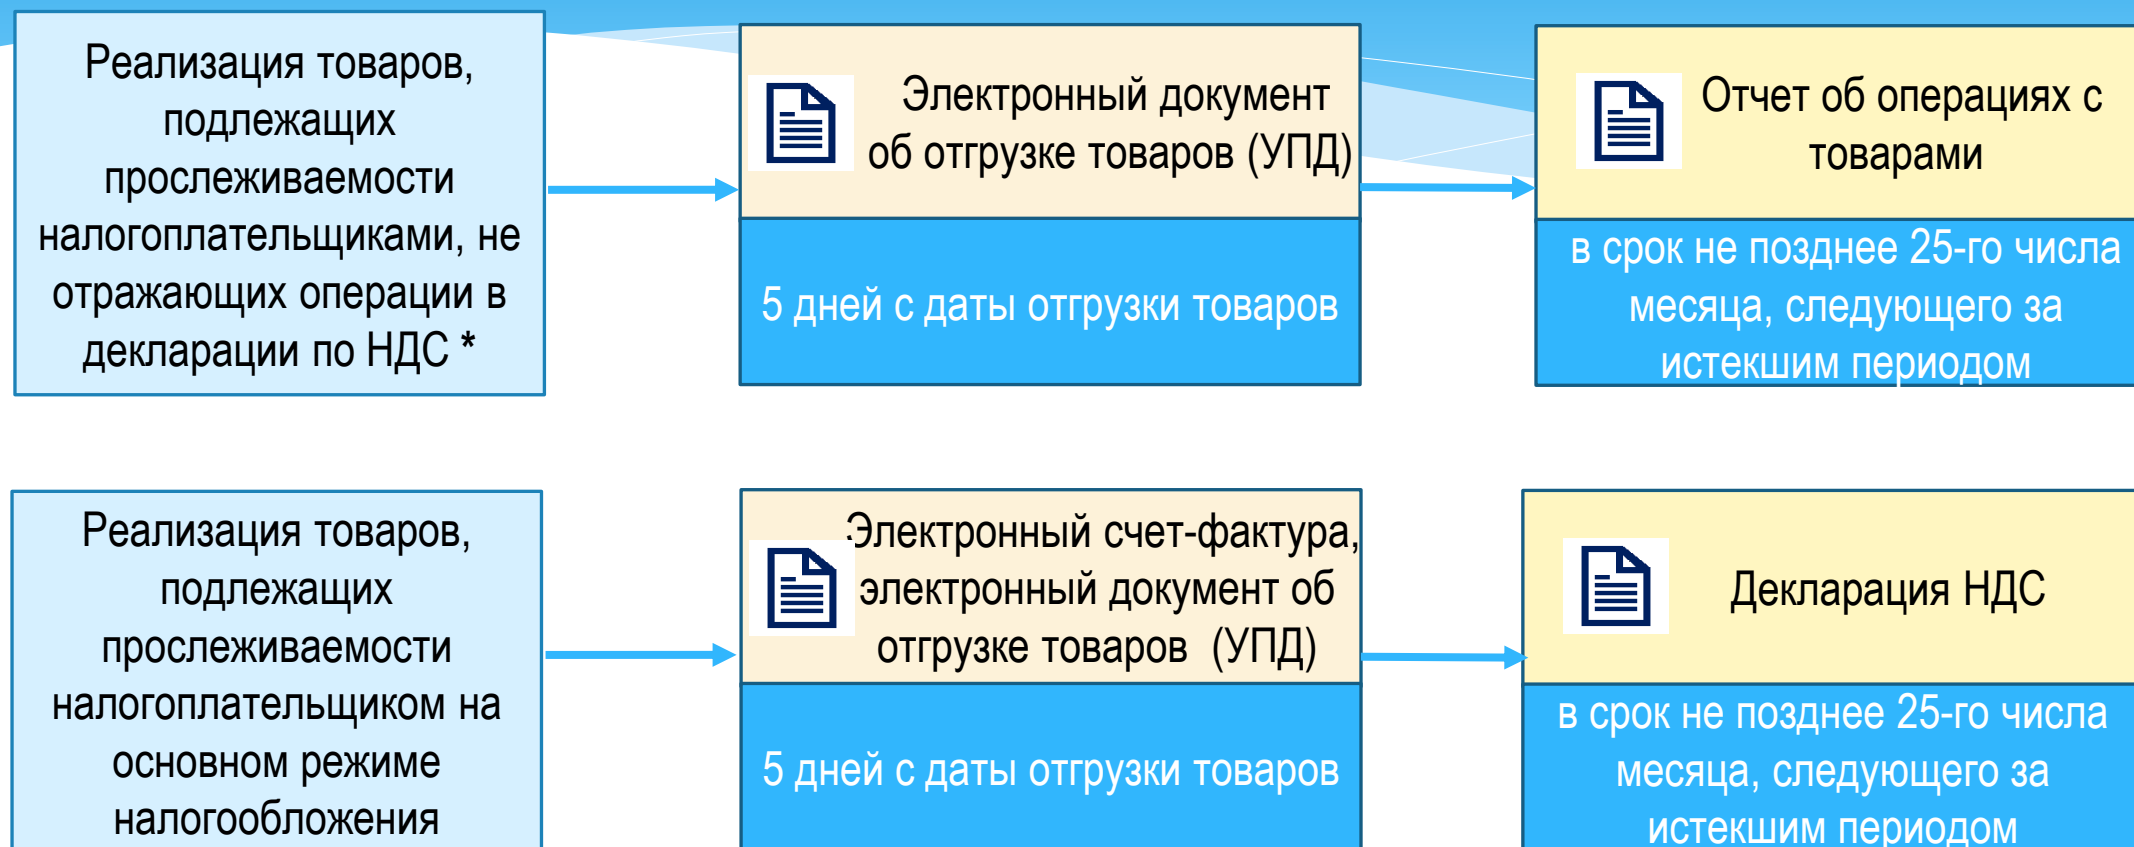 Реализация товаров,
подлежащих
прослеживаемости
налогоплательщиками, не
отражающих операции в
декларации по НДС *
Электронный документ
об отгрузке товаров (УПД)
5 дней с даты отгрузки товаров
Отчет об операциях с
товарами
в срок не позднее 25-го числа
месяца, следующего за
истекшим периодом
Реализация товаров,
подлежащих
прослеживаемости
налогоплательщиком на
основном режиме
налогообложения
Электронный счет-фактура,
электронный документ об
отгрузке товаров (УПД)
5 дней с даты отгрузки товаров
Декларация НДС
в срок не позднее 25-го числа
месяца, следующего за
истекшим периодом